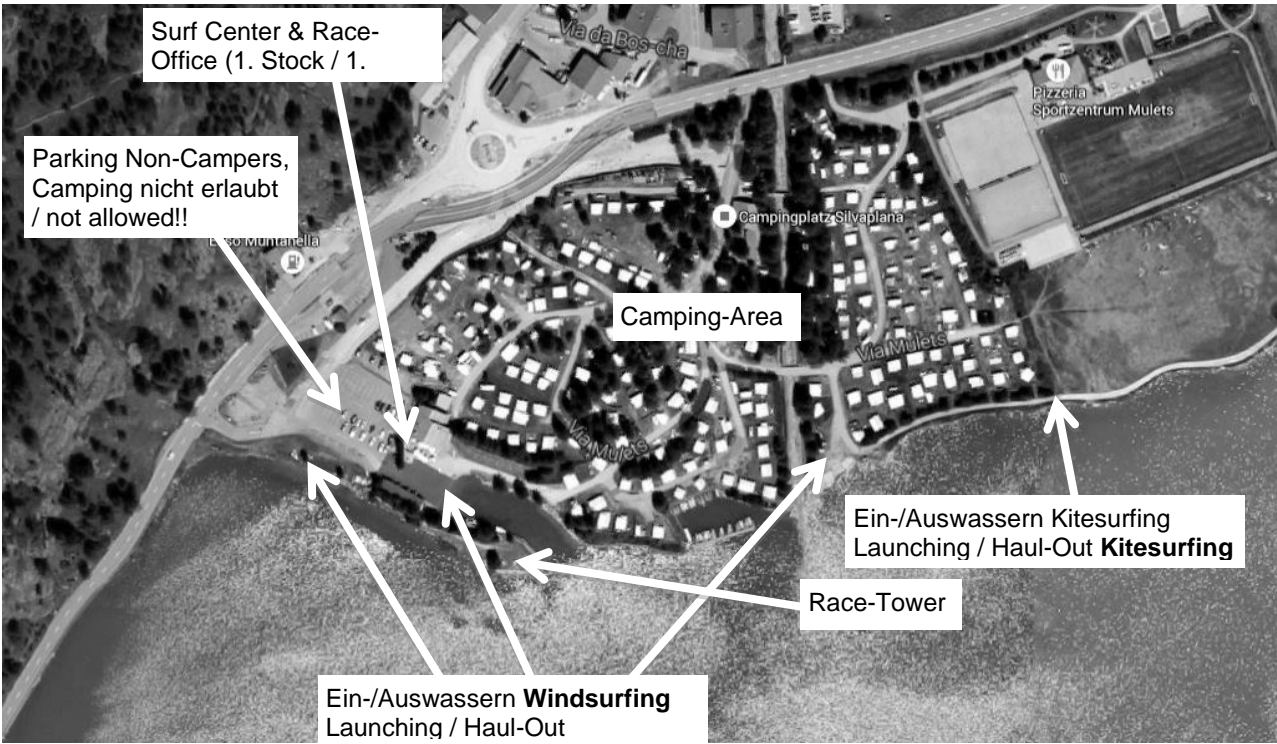 Surf Center & Race-
Office (1. Stock / 1.
Via da Bos-cha
Pizzeria
Sportzentrum Mulets
Parking Non-Campers,
Camping nicht erlaubt
/ not allowed!!
Muntanella
Campingplatz Silvaplana
Camping-Area
Via Mulets
Via Mulets
Ein-/Auswassern Kitesurfing
Launching / Haul-Out Kitesurfing
Race-Tower
Ein-/Auswassern Windsurfing
Launching / Haul-Out